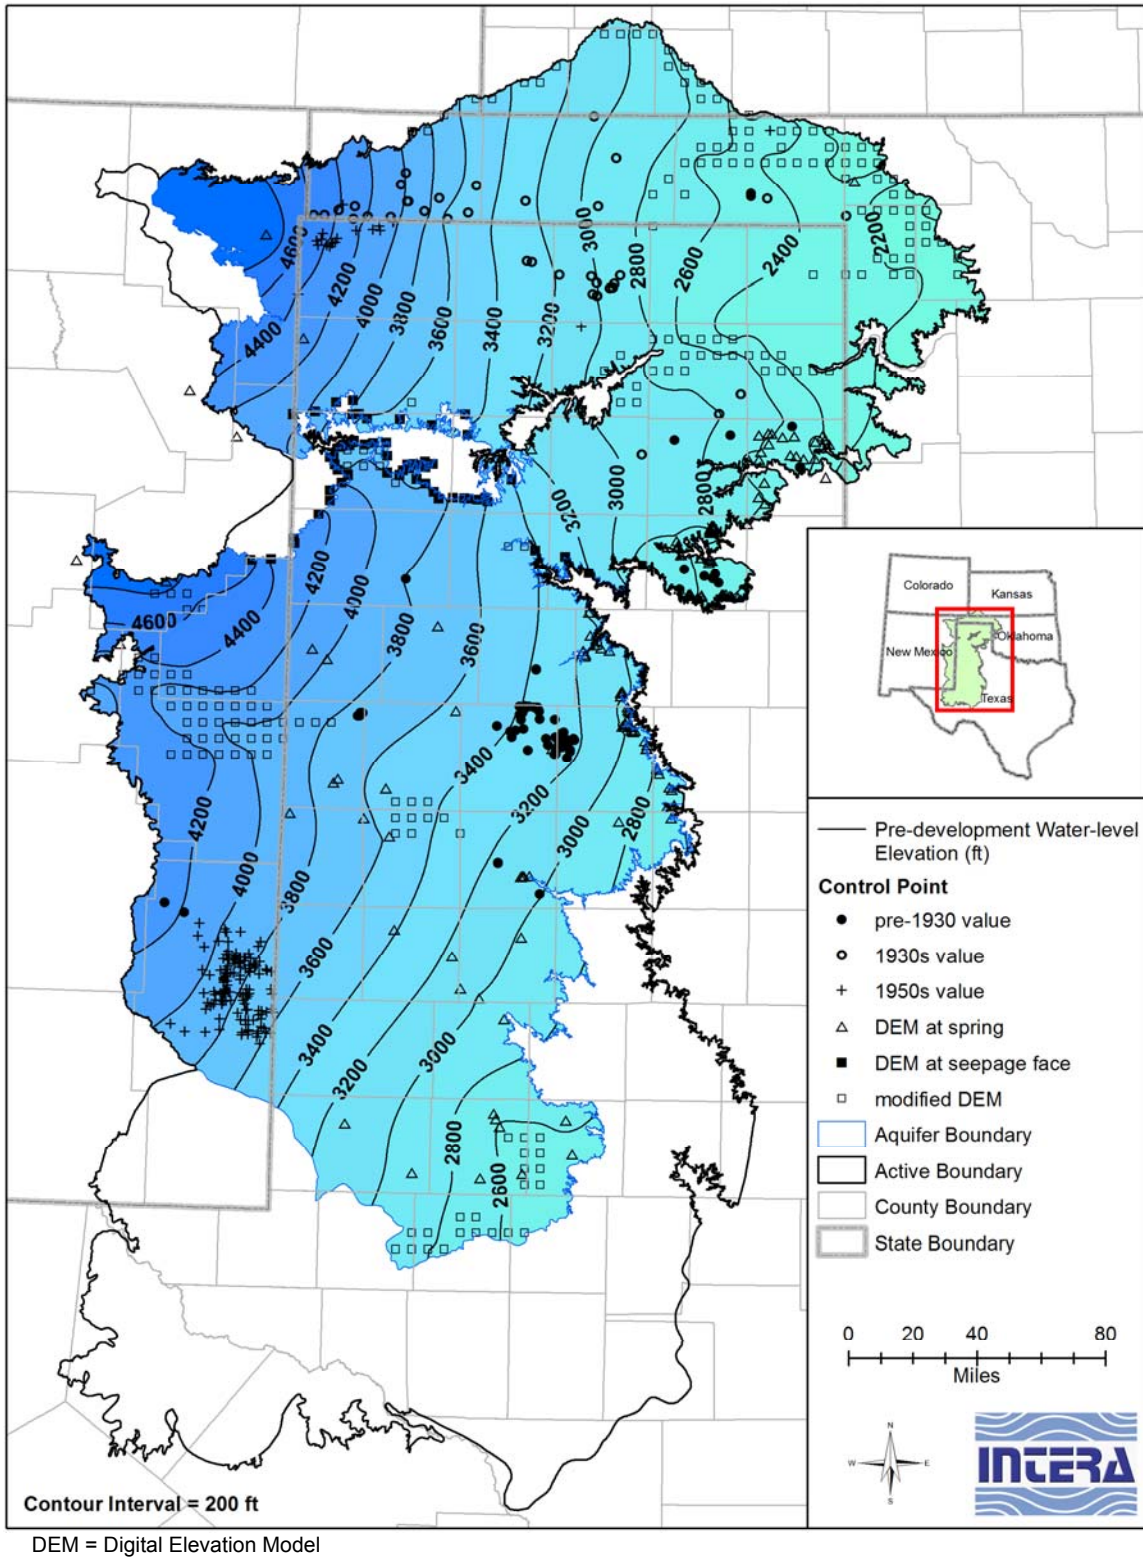 4600
4400
4200
4000
3800
3600
3400
3200
3000
2800
2600
2400
2200
3200
3000
2800
4600
4400
4200
4000
3800
3600
3400
3200
3000
2800
4200
4000
3800
3600
3400
3200
3000
2800
2600
Colorado
Kansas
New Mexico
Oklahoma
Texas
Pre-development Water-level
Elevation (ft)
Control Point
pre-1930 value
1930s value
1950s value
DEM at spring
DEM at seepage face
modified DEM
Aquifer Boundary
Active Boundary
County Boundary
State Boundary
0 20 40 80
Miles
N
W E
S
INTERA
Contour Interval = 200 ft
DEM = Digital Elevation Model